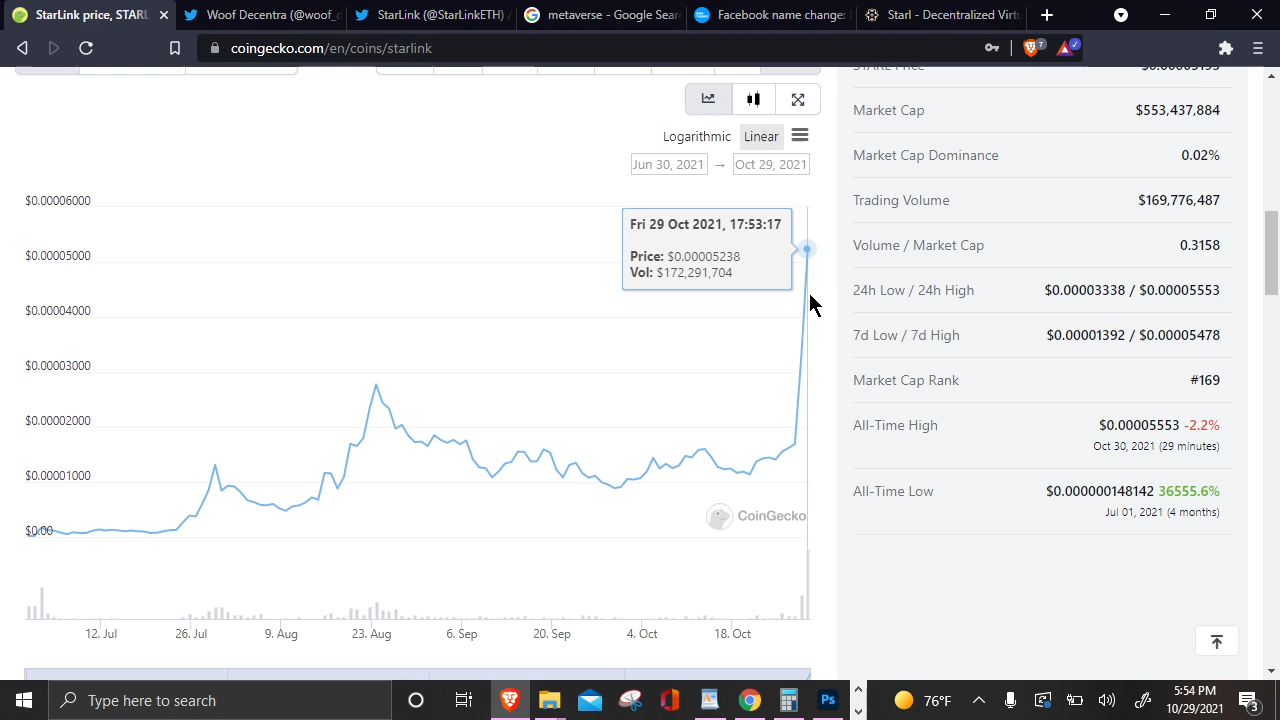 StarLink price, STARL
Woof Decentra (@woof_d
StarLink (@StarLinkETH) /
metaverse - Google Sear
Facebook name change:
Starl - Decentralized Virtu
coingecko.com/en/coins/starlink
7
Logarithmic Linear
Jun 30, 2021 → Oct 29, 2021
$0.00006000
$0.00005000
$0.00004000
$0.00003000
$0.00002000
$0.00001000
$0.00
Fri 29 Oct 2021, 17:53:17
Price: $0.00005238
Vol: $172,291,704
CoinGecko
12. Jul
26. Jul
9. Aug
23. Aug
6. Sep
20. Sep
4. Oct
18. Oct
Market Cap $553,437,884
Market Cap Dominance 0.02%
Trading Volume $169,776,487
Volume / Market Cap 0.3158
24h Low / 24h High $0.00003338 / $0.00005553
7d Low / 7d High $0.00001392 / $0.00005478
Market Cap Rank #169
All-Time High $0.00005553 -2.2%
Oct 30, 2021 (29 minutes)
All-Time Low $0.000000148142 36555.6%
Jul 01, 2021 (4 months)
Type here to search
Ps
76°F
5:54 PM
10/29/2021
3